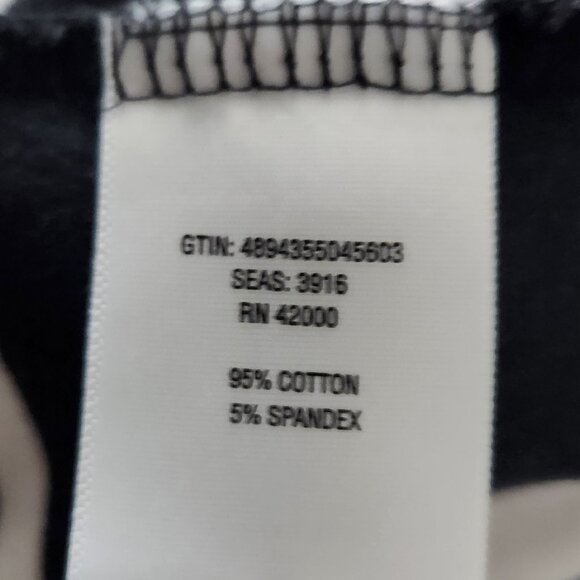 GTIN: 4894355045603
SEAS: 3916
RN 42000
95% COTTON
5% SPANDEX